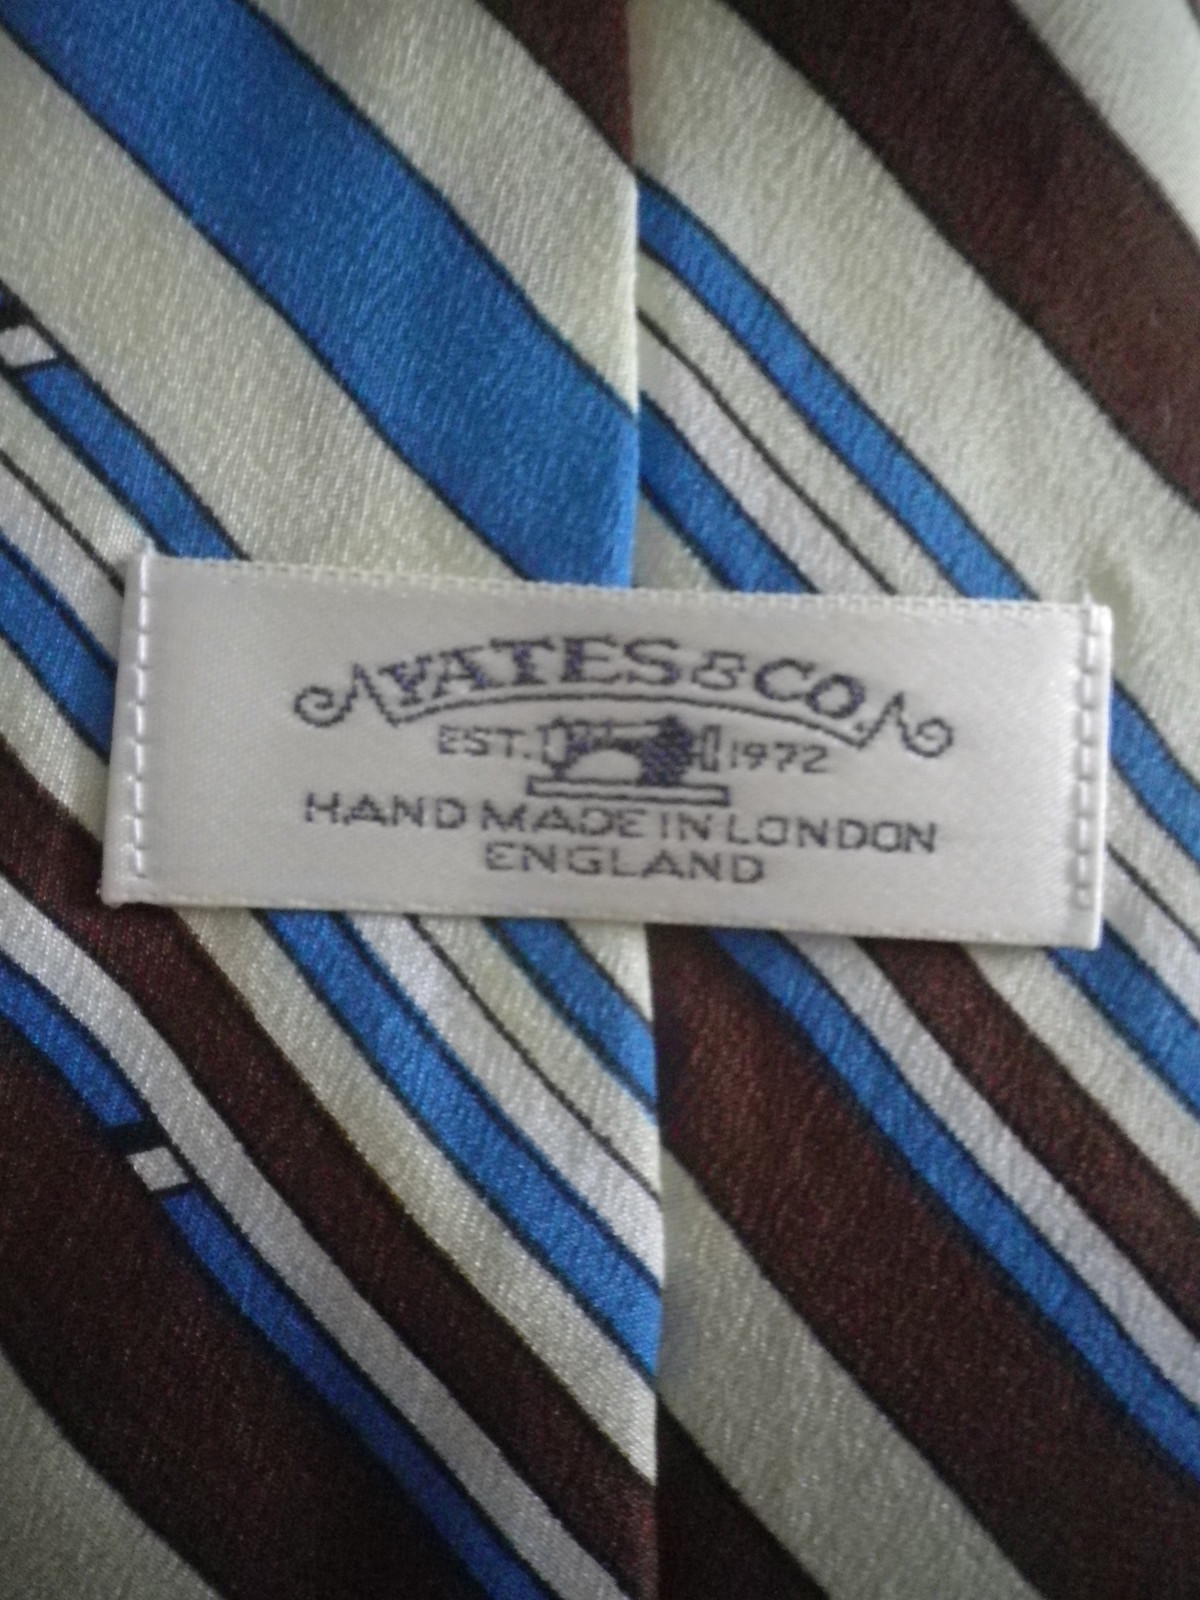 YATES & CO.
EST. 1972
HAND MADE IN LONDON
ENGLAND